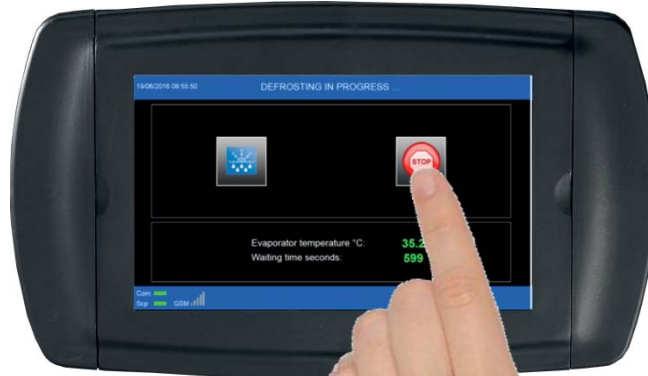 19/06/2016 08:55:50
DEFROSTING IN PROGRESS ...
STOP
Evaporator temperature °C: 35.2
Waiting time seconds: 599
Com
Scp
GSM